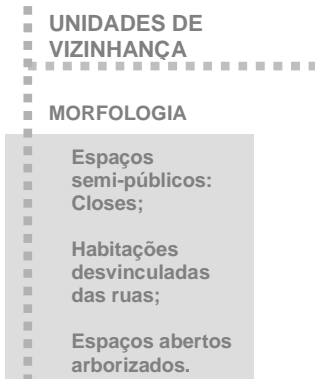 UNIDADES DE
VIZINHANÇA
MORFOLOGIA
Espaços
semi-públicos:
Closes;
Habitações
desvinculadas
das ruas;
Espaços abertos
arborizados.